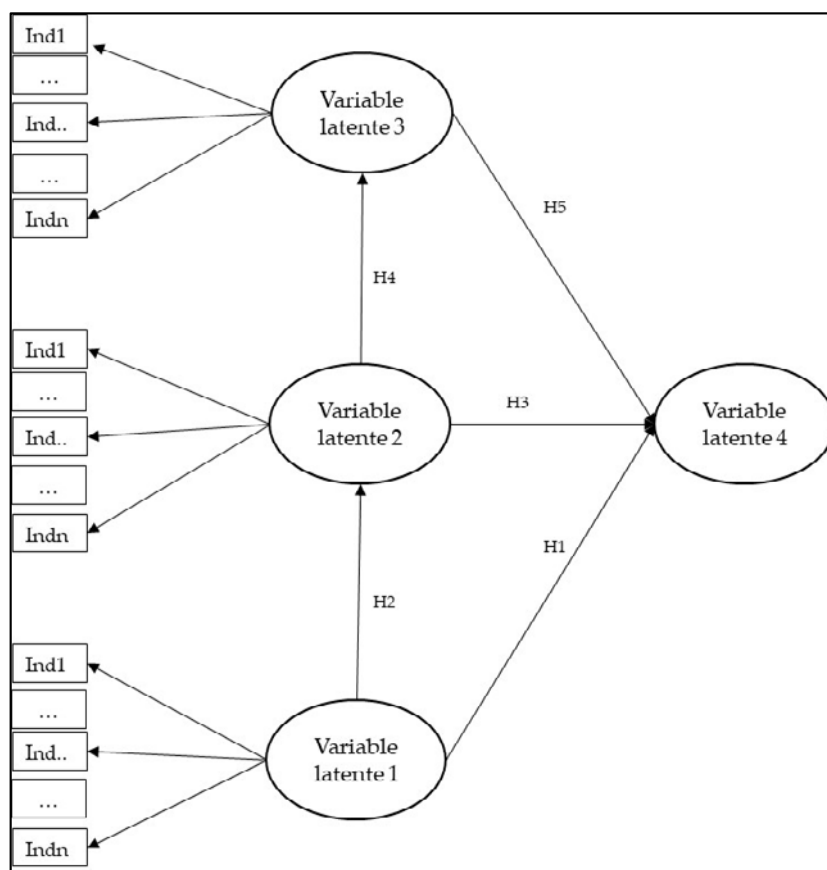 Ind1
...
Ind..
...
Indn
Variable
latente 3
H5
H4
Ind1
...
Ind..
...
Indn
Variable
latente 2
H3
Variable
latente 4
H1
H2
Ind1
...
Ind..
...
Indn
Variable
latente 1